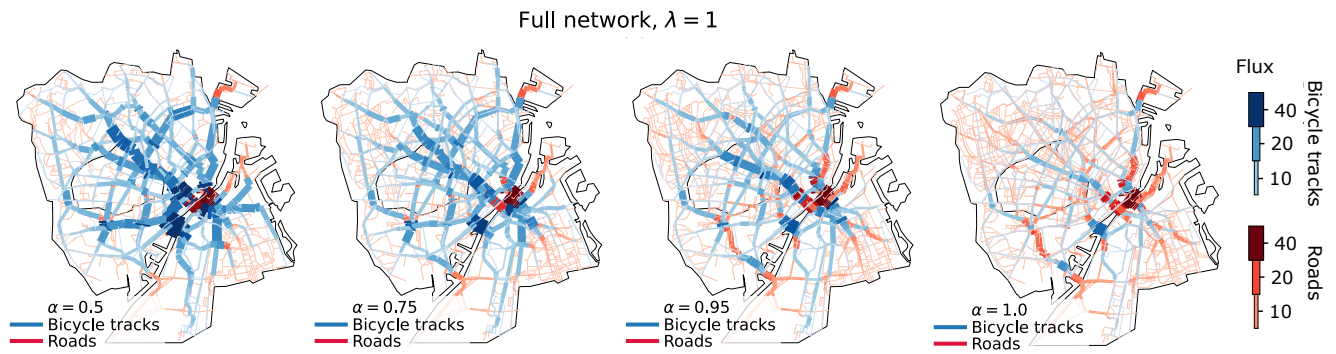 Full network, λ = 1
α = 0.5
Bicycle tracks
Roads
α = 0.75
Bicycle tracks
Roads
α = 0.95
Bicycle tracks
Roads
α = 1.0
Bicycle tracks
Roads
Flux
40
20
10
Bicycle tracks
40
20
10
Roads